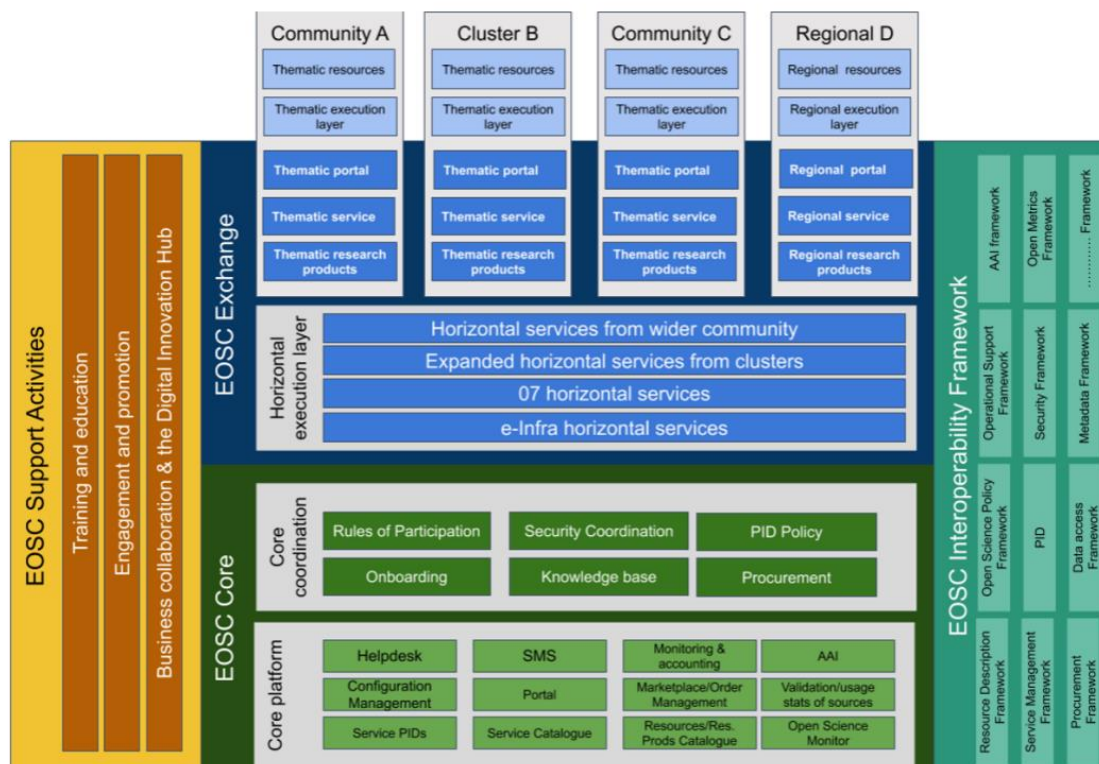 Community A
Thematic resources
Thematic execution
layer
Thematic portal
Thematic service
Thematic research
products
Cluster B
Thematic resources
Thematic execution
layer
Thematic portal
Thematic service
Thematic research
products
Community C
Thematic resources
Thematic execution
layer
Thematic portal
Thematic service
Thematic research
products
Regional D
Regional resources
Regional execution
layer
Regional portal
Regional service
Regional research
products
EOSC Support Activities
Training and education
Engagement and promotion
Business collaboration & the Digital Innovation Hub
EOSC Exchange
Horizontal
execution layer
Horizontal services from wider community
Expanded horizontal services from clusters
07 horizontal services
e-Infra horizontal services
EOSC Core
Core
coordination
Rules of Participation
Security Coordination
PID Policy
Onboarding
Knowledge base
Procurement
Core platform
Helpdesk
SMS
Monitoring &
accounting
AAI
Configuration
Management
Portal
Marketplace/Order
Management
Validation/usage
stats of sources
Service PIDs
Service Catalogue
Resources/Res.
Prods Catalogue
Open Science
Monitor
EOSC Interoperability Framework
AAI framework
Open Metrics
Framework
............ Framework
Operational Support
Framework
Security Framework
Metadata Framework
Open Science Policy
Framework
PID
Data access
Framework
Resource Description
Framework
Service Management
Framework
Procurement
Framework